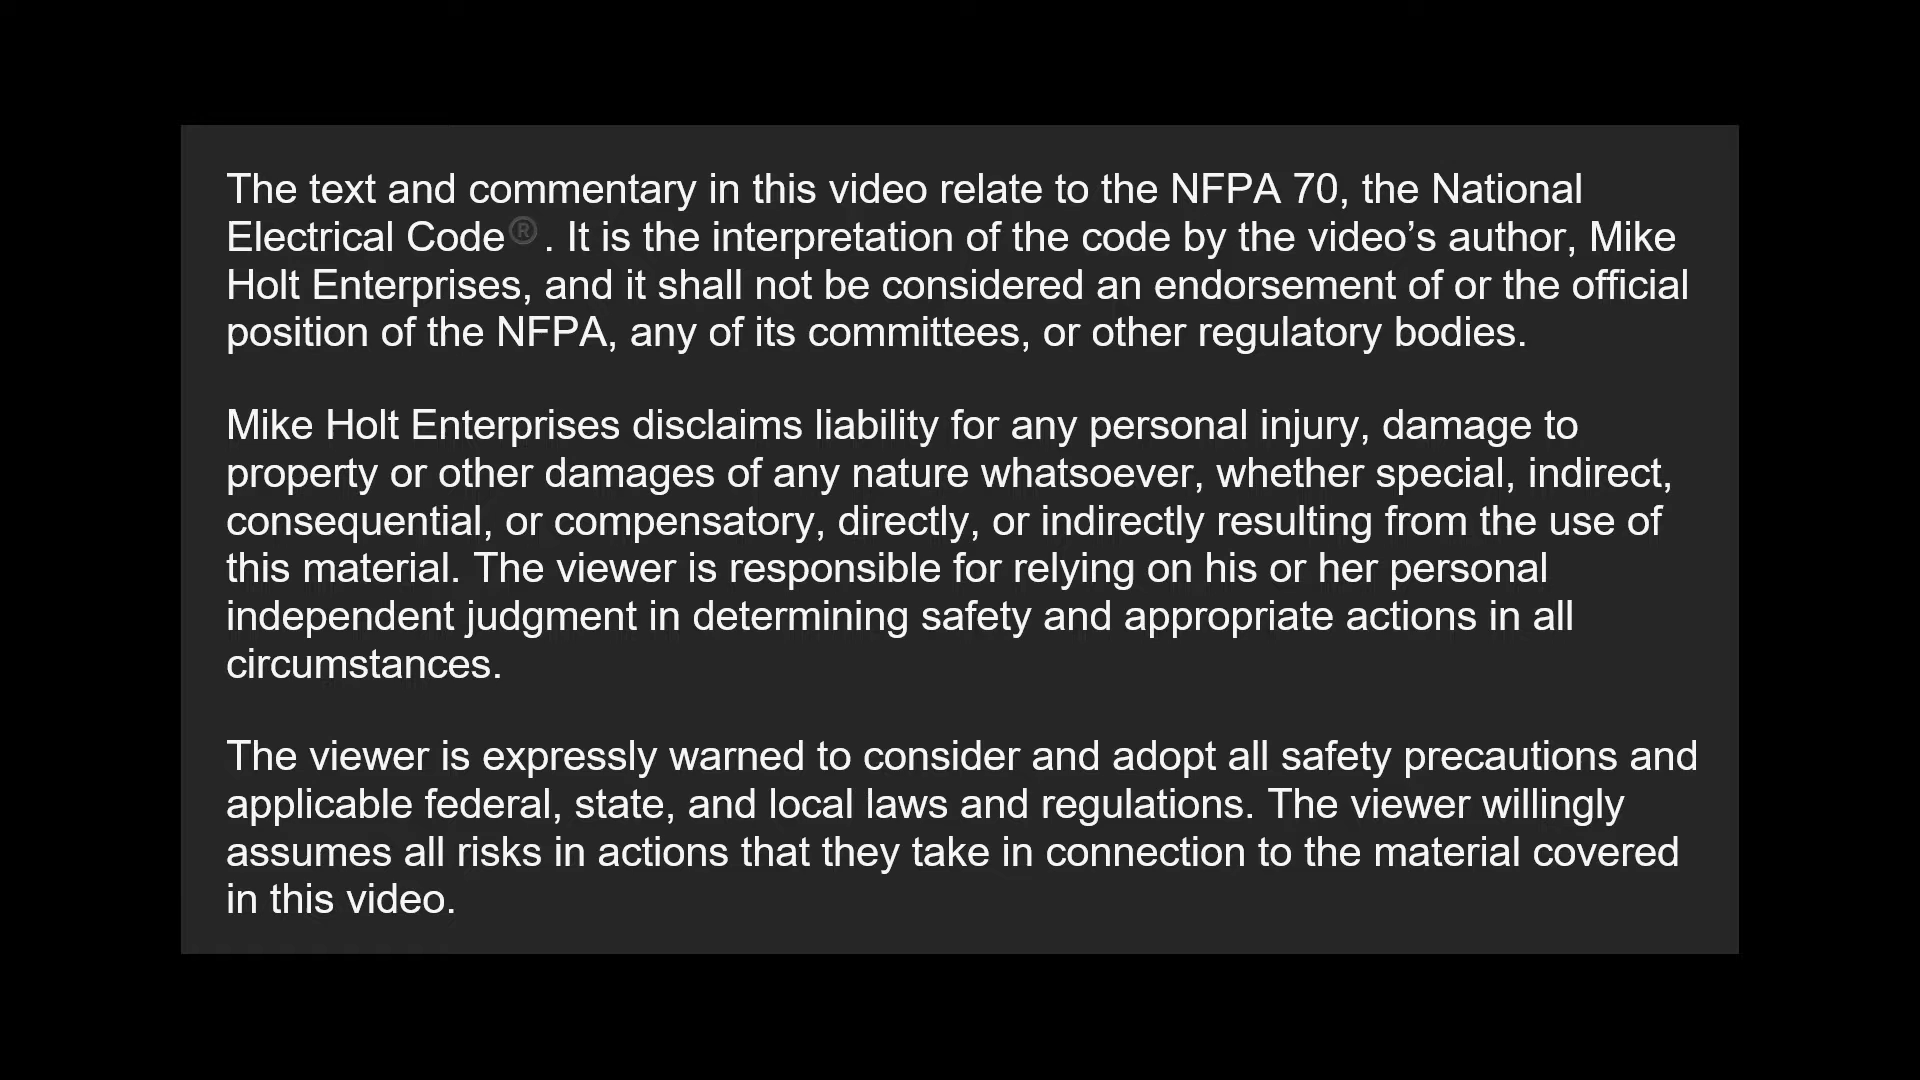 The text and commentary in this video relate to the NFPA 70, the National
Electrical Code® . It is the interpretation of the code by the video’s author, Mike
Holt Enterprises, and it shall not be considered an endorsement of or the official
position of the NFPA, any of its committees, or other regulatory bodies.
Mike Holt Enterprises disclaims liability for any personal injury, damage to
property or other damages of any nature whatsoever, whether special, indirect,
consequential, or compensatory, directly, or indirectly resulting from the use of
this material. The viewer is responsible for relying on his or her personal
independent judgment in determining safety and appropriate actions in all
circumstances.
The viewer is expressly warned to consider and adopt all safety precautions and
applicable federal, state, and local laws and regulations. The viewer willingly
assumes all risks in actions that they take in connection to the material covered
in this video.